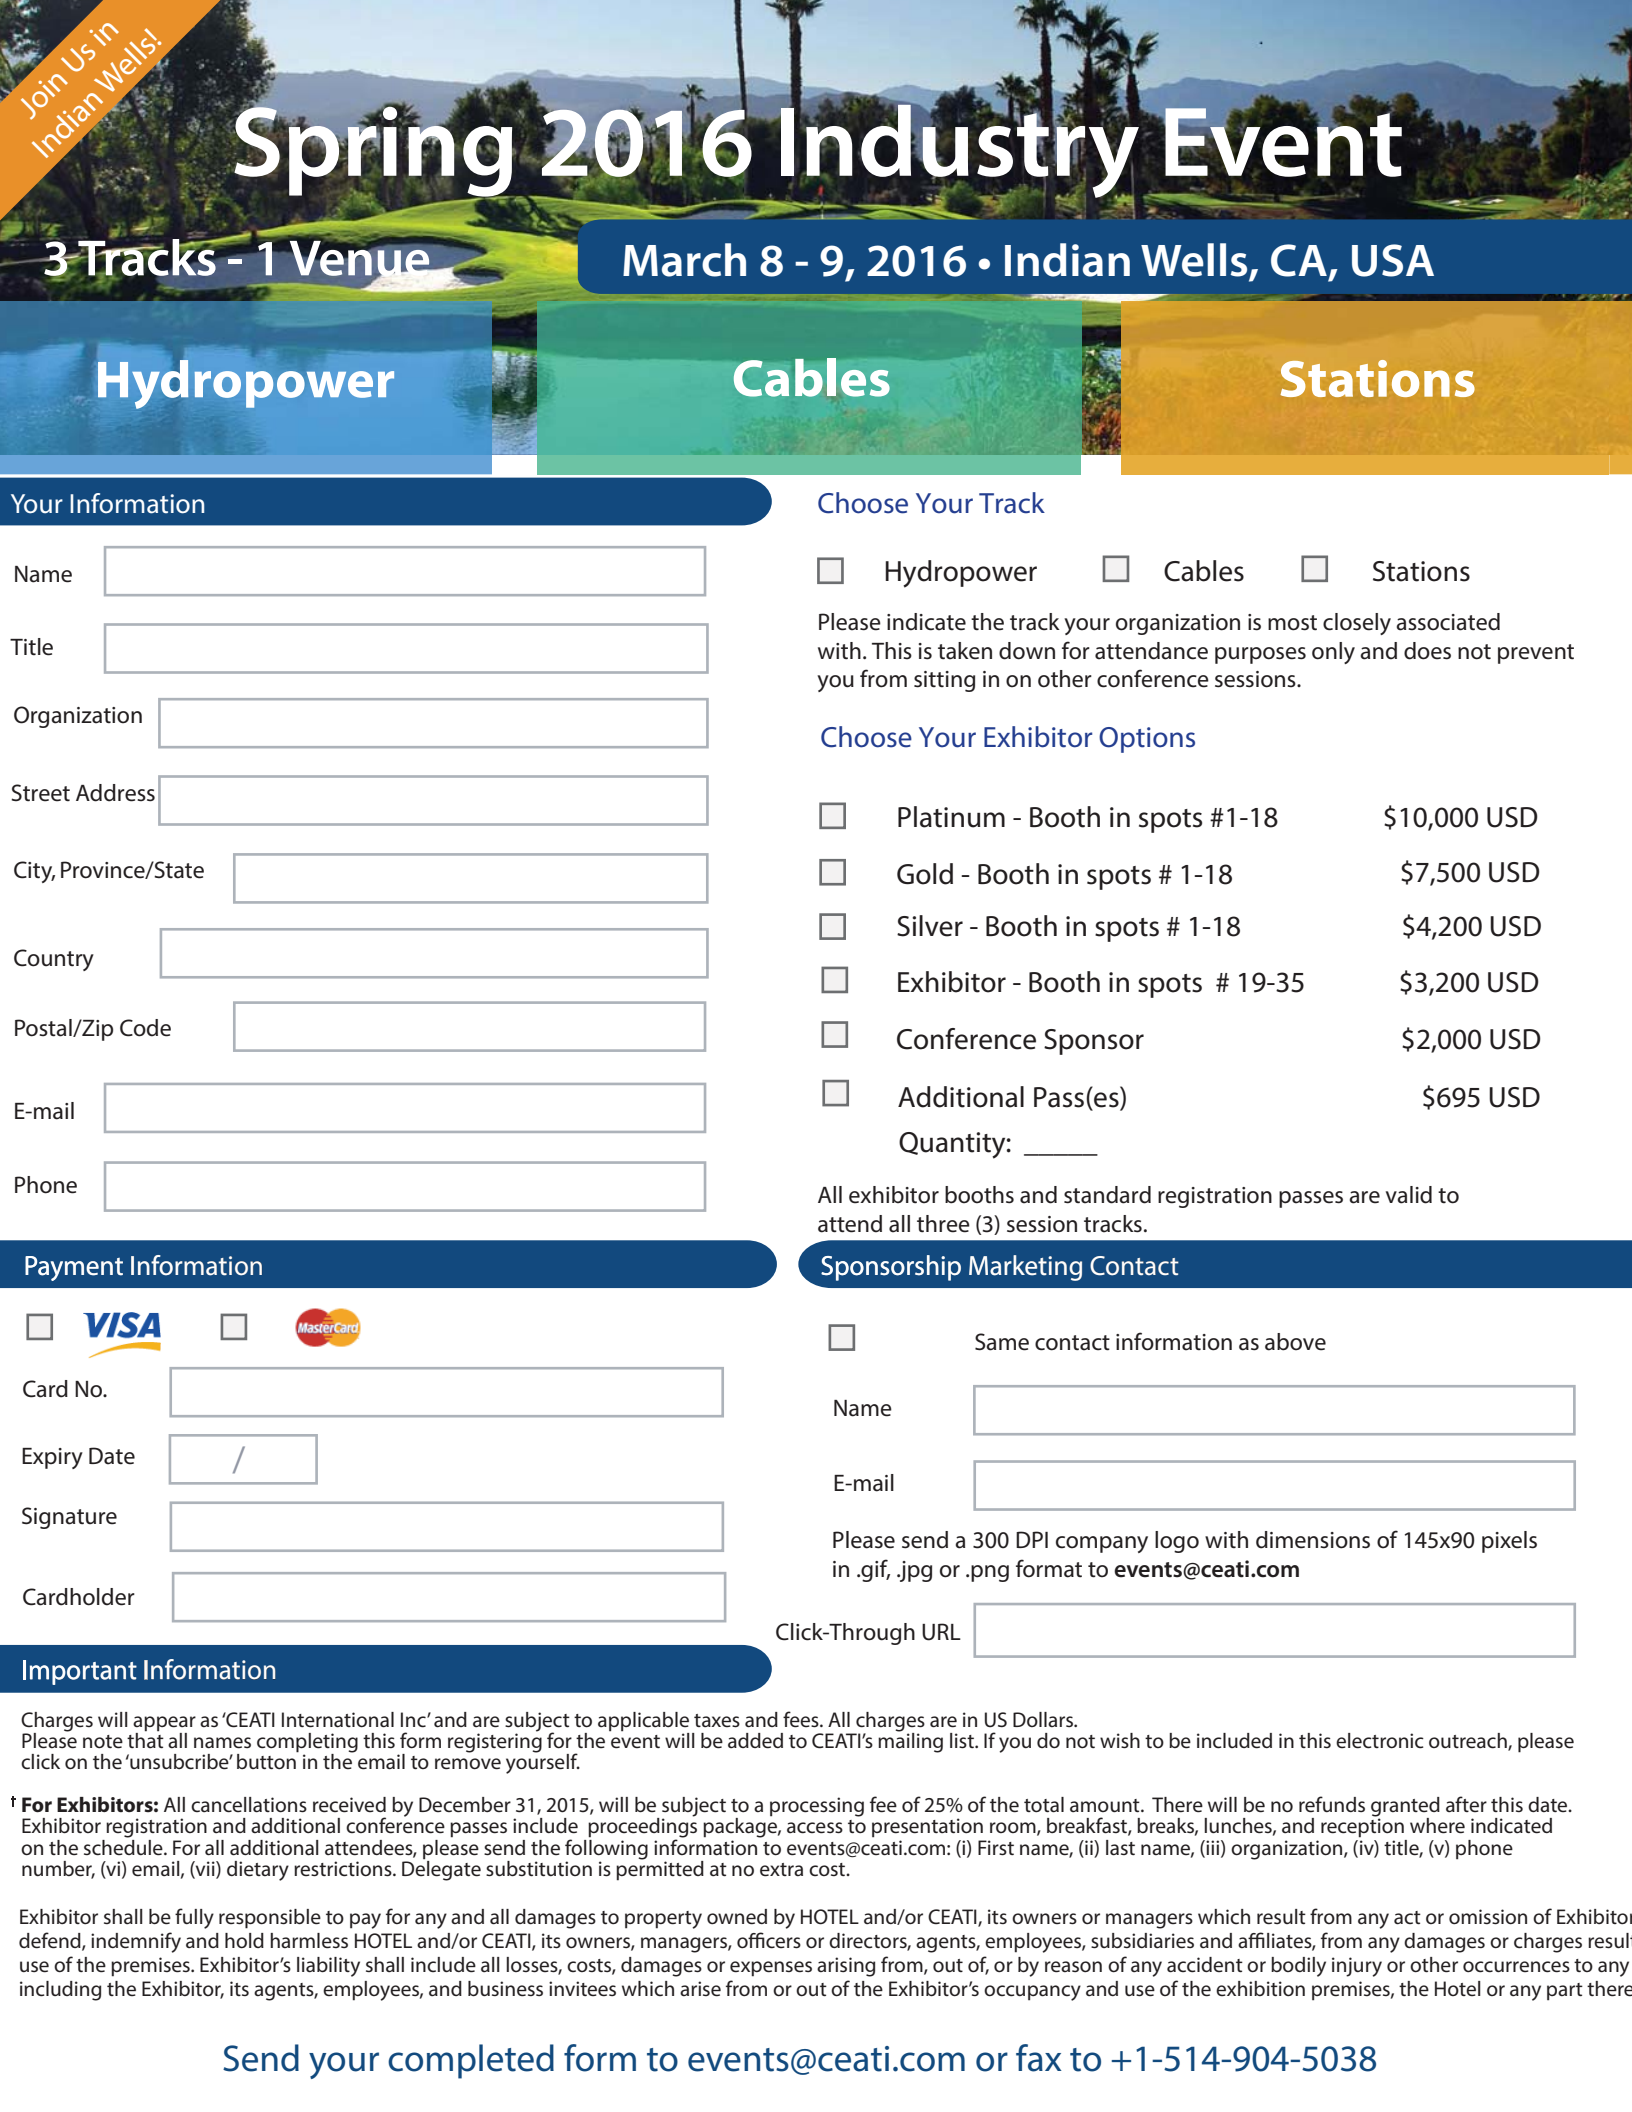 Join Us in
Indian Wells!
Spring 2016 Industry Event
3 Tracks - 1 Venue
March 8 - 9, 2016 • Indian Wells, CA, USA
Hydropower
Cables
Stations
Your Information
Name
Title
Organization
Street Address
City, Province/State
Country
Postal/Zip Code
E-mail
Phone
Choose Your Track
Hydropower
Cables
Stations
Please indicate the track your organization is most closely associated
with. This is taken down for attendance purposes only and does not prevent
you from sitting in on other conference sessions.
Choose Your Exhibitor Options
Platinum - Booth in spots #1-18 $10,000 USD
Gold - Booth in spots # 1-18 $7,500 USD
Silver - Booth in spots # 1-18 $4,200 USD
Exhibitor - Booth in spots # 19-35 $3,200 USD
Conference Sponsor $2,000 USD
Additional Pass(es) $695 USD
Quantity: _____
All exhibitor booths and standard registration passes are valid to
attend all three (3) session tracks.
Payment Information
VISA
MasterCard
Card No.
Expiry Date /
Signature
Cardholder
Sponsorship Marketing Contact
Same contact information as above
Name
E-mail
Please send a 300 DPI company logo with dimensions of 145x90 pixels
in .gif, .jpg or .png format to events@ceati.com
Click-Through URL
Important Information
Charges will appear as ‘CEATI International Inc’ and are subject to applicable taxes and fees. All charges are in US Dollars.
Please note that all names completing this form registering for the event will be added to CEATI’s mailing list. If you do not wish to be included in this electronic outreach, please
click on the ‘unsubcribe’ button in the email to remove yourself.
† For Exhibitors: All cancellations received by December 31, 2015, will be subject to a processing fee of 25% of the total amount. There will be no refunds granted after this date.
Exhibitor registration and additional conference passes include proceedings package, access to presentation room, breakfast, breaks, lunches, and reception where indicated
on the schedule. For all additional attendees, please send the following information to events@ceati.com: (i) First name, (ii) last name, (iii) organization, (iv) title, (v) phone
number, (vi) email, (vii) dietary restrictions. Delegate substitution is permitted at no extra cost.
Exhibitor shall be fully responsible to pay for any and all damages to property owned by HOTEL and/or CEATI, its owners or managers which result from any act or omission of Exhibitor
defend, indemnify and hold harmless HOTEL and/or CEATI, its owners, managers, officers or directors, agents, employees, subsidiaries and affiliates, from any damages or charges result
use of the premises. Exhibitor’s liability shall include all losses, costs, damages or expenses arising from, out of, or by reason of any accident or bodily injury or other occurrences to any
including the Exhibitor, its agents, employees, and business invitees which arise from or out of the Exhibitor’s occupancy and use of the exhibition premises, the Hotel or any part there
Send your completed form to events@ceati.com or fax to +1-514-904-5038